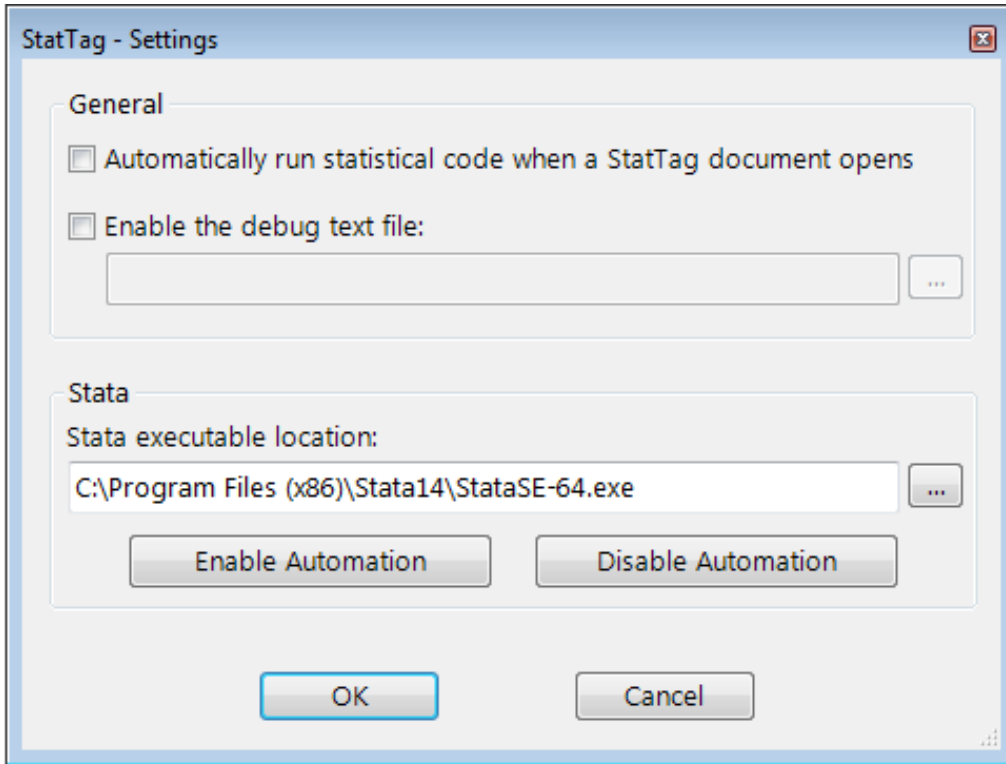 StatTag - Settings
General
Automatically run statistical code when a StatTag document opens
Enable the debug text file:
...
Stata
Stata executable location:
C:\Program Files (x86)\Stata14\StataSE-64.exe
...
Enable Automation Disable Automation
OK Cancel